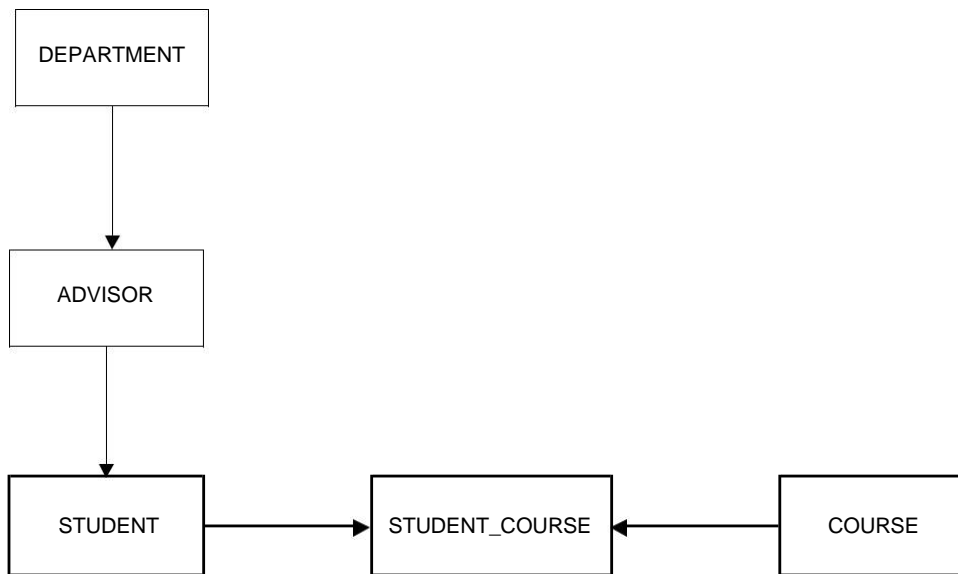 DEPARTMENT
ADVISOR
STUDENT
STUDENT_COURSE
COURSE